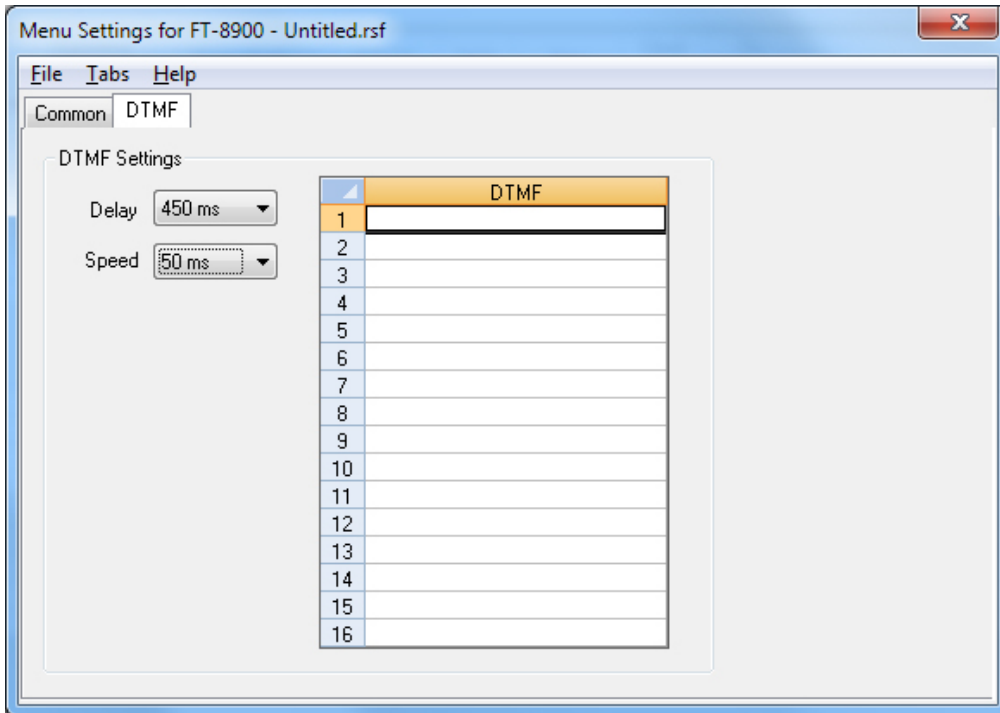 Menu Settings for FT-8900 - Untitled.rsf
File Tabs Help
Common DTMF
DTMF Settings
Delay 450 ms
Speed 50 ms
DTMF
1
2
3
4
5
6
7
8
9
10
11
12
13
14
15
16